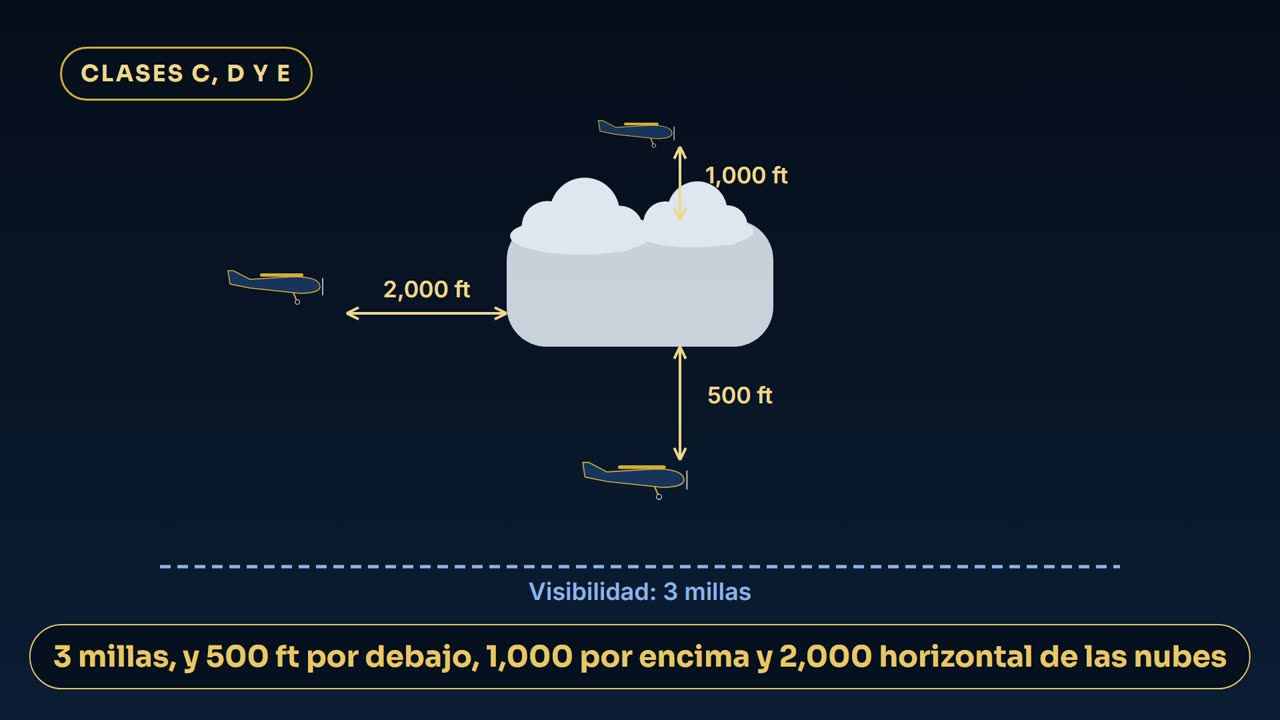 CLASES C, D Y E
1,000 ft
2,000 ft
500 ft
Visibilidad: 3 millas
3 millas, y 500 ft por debajo, 1,000 por encima y 2,000 horizontal de las nubes